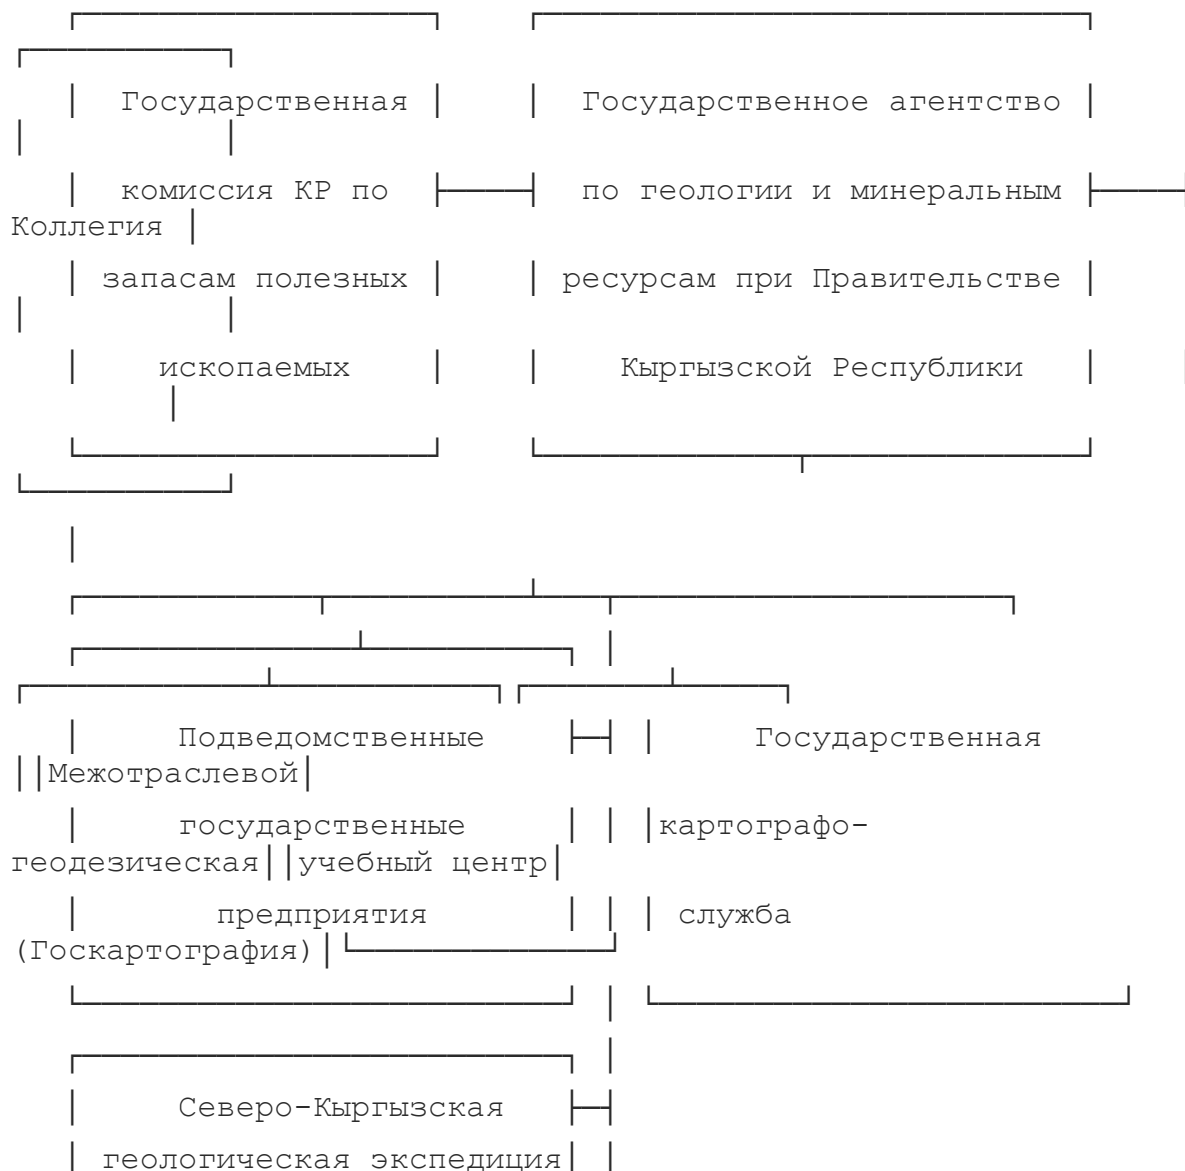 Государственная Государственное агентство
комиссия КР по по геологии и минеральным
Коллегия
запасам полезных ресурсам при Правительстве
ископаемых Кыргызской Республики
Подведомственные Государственная
Межотраслевой
государственные картографо-
геодезическая учебный центр
предприятия служба
(Госкартография)
Северо-Кыргызская
геологическая экспедиция